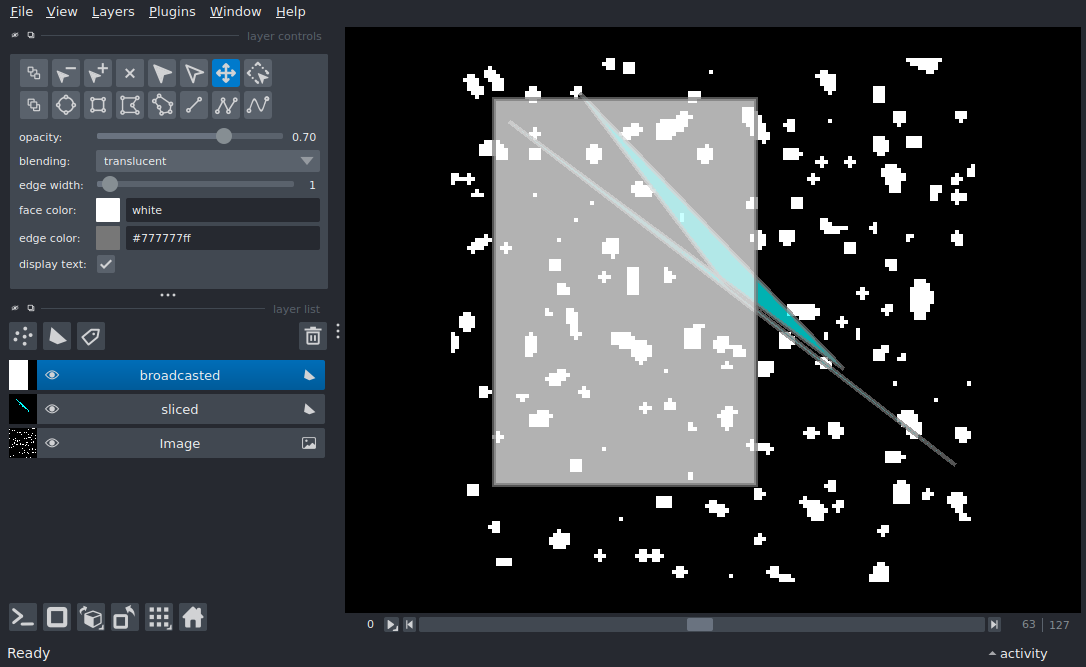 File View Layers Plugins Window Help
layer controls
opacity: 0.70
blending: translucent
edge width: 1
face color: white
edge color: #777777ff
display text:
layer list
broadcasted
sliced
Image
0 63 127
Ready activity